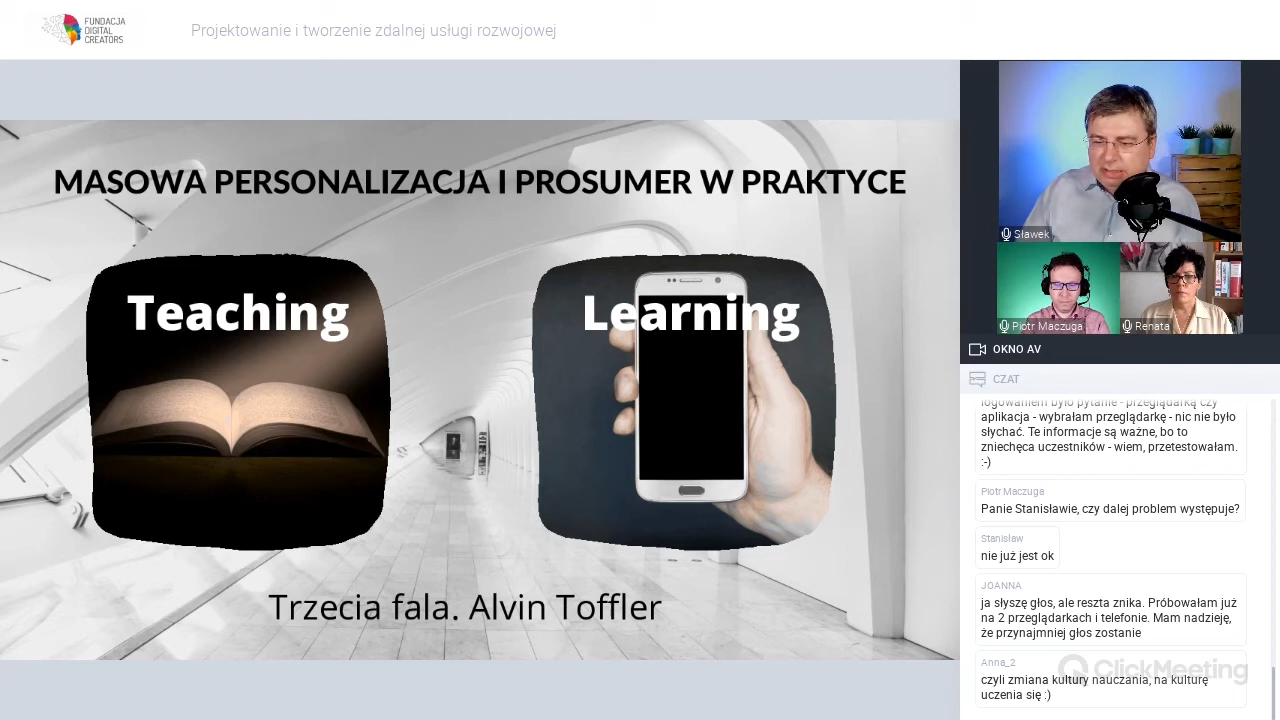 FUNDACJA
DIGITAL
CREATORS
Projektowanie i tworzenie zdalnej usługi rozwojowej
MASOWA PERSONALIZACJA I PROSUMER W PRAKTYCE
Teaching
Learning
Trzecia fala. Alvin Toffler
Sławek
Piotr Maczuga
Renata
OKNO AV
CZAT
logowaniem było pytanie - przeglądarką czy
aplikacja - wybrałam przeglądarkę - nic nie było
słychać. Te informacje są ważne, bo to
zniechęca uczestników - wiem, przetestowałam.
:-)
Piotr Maczuga
Panie Stanisławie, czy dalej problem występuje?
Stanisław
nie już jest ok
JOANNA
ja słyszę głos, ale reszta znika. Próbowałam już
na 2 przeglądarkach i telefonie. Mam nadzieję,
że przynajmniej głos zostanie
Anna_2
czyli zmiana kultury nauczania, na kulturę
uczenia się :)
ClickMeeting